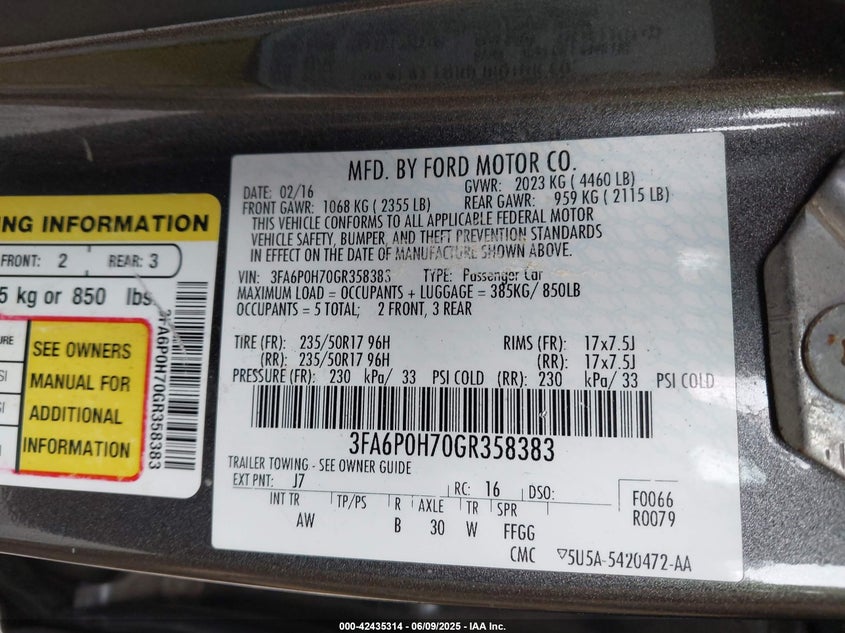 NG INFORMATION
FRONT: 2 REAR: 3
5 kg or 850 lbs
SEE OWNERS
MANUAL FOR
ADDITIONAL
INFORMATION
3FA6P0H70GR358383
MFD. BY FORD MOTOR CO.
DATE: 02/16 GVWR: 2023 KG ( 4460 LB)
FRONT GAWR: 1068 KG ( 2355 LB) REAR GAWR: 959 KG ( 2115 LB)
THIS VEHICLE CONFORMS TO ALL APPLICABLE FEDERAL MOTOR
VEHICLE SAFETY, BUMPER, AND THEFT PREVENTION STANDARDS
IN EFFECT ON THE DATE OF MANUFACTURE SHOWN ABOVE.
VIN: 3FA6P0H70GR358383 TYPE: Passenger Car
MAXIMUM LOAD = OCCUPANTS + LUGGAGE = 385KG/ 850LB
OCCUPANTS = 5 TOTAL; 2 FRONT, 3 REAR
TIRE (FR): 235/50R17 96H RIMS (FR): 17x7.5J
(RR): 235/50R17 96H (RR): 17x7.5J
PRESSURE (FR): 230 kPa/ 33 PSI COLD (RR): 230 kPa/ 33 PSI COLD
3FA6P0H70GR358383
TRAILER TOWING - SEE OWNER GUIDE
EXT PNT: J7 RC: 16 DSO: F0066
R0079
INT TR TP/PS R AXLE TR SPR
AW B 30 W FFGG
CMC ▽5U5A-5420472-AA
000-42435314 - 06/09/2025 - IAA Inc.